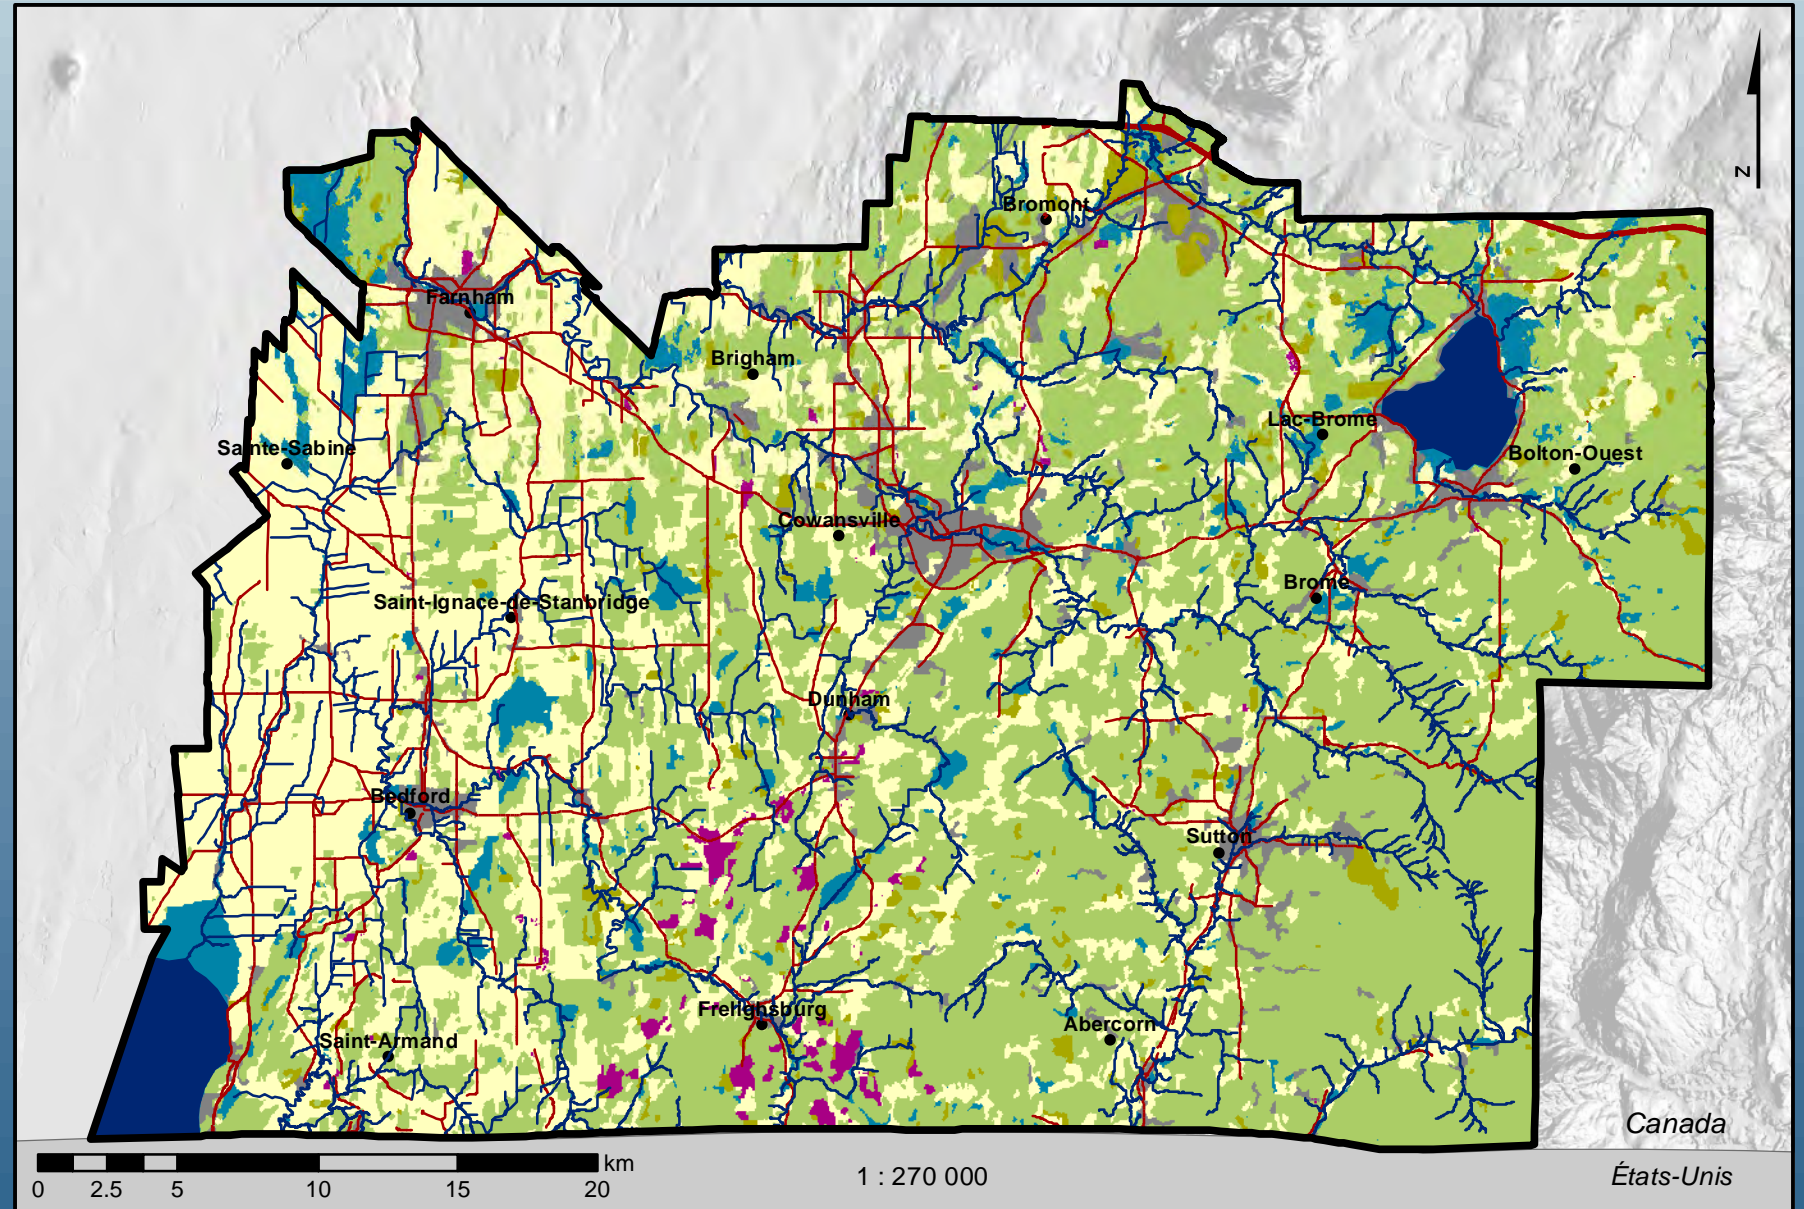 N
Bromont
Farnham
Brigham
Lac-Brome
Sainte-Sabine
Bolton-Ouest
Cowansville
Brome
Saint-Ignace-de-Stanbridge
Dunham
Bedford
Sutton
Frelighsburg
Abercorn
Saint-Armand
Canada
km
1 : 270 000
États-Unis
0 2.5 5 10 15 20